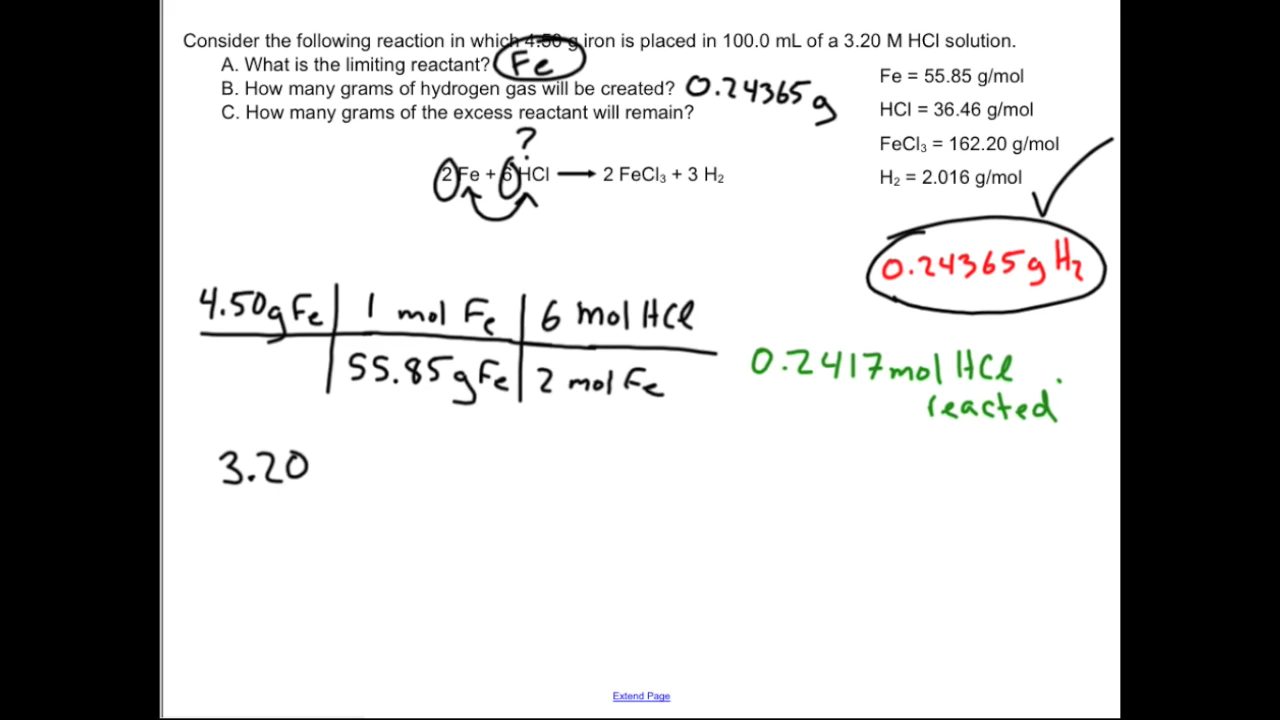 Consider the following reaction in which 4.50 g iron is placed in 100.0 mL of a 3.20 M HCl solution.
A. What is the limiting reactant? Fe
B. How many grams of hydrogen gas will be created? 0.24365 g
C. How many grams of the excess reactant will remain?
Fe = 55.85 g/mol
HCl = 36.46 g/mol
FeCl₃ = 162.20 g/mol
H₂ = 2.016 g/mol
?
2 Fe + 6 HCl → 2 FeCl₃ + 3 H₂
0.24365 g H₂
4.50 g Fe | 1 mol Fe | 6 mol HCl
55.85 g Fe | 2 mol Fe
0.2417 mol HCl
reacted
3.20
Extend Page